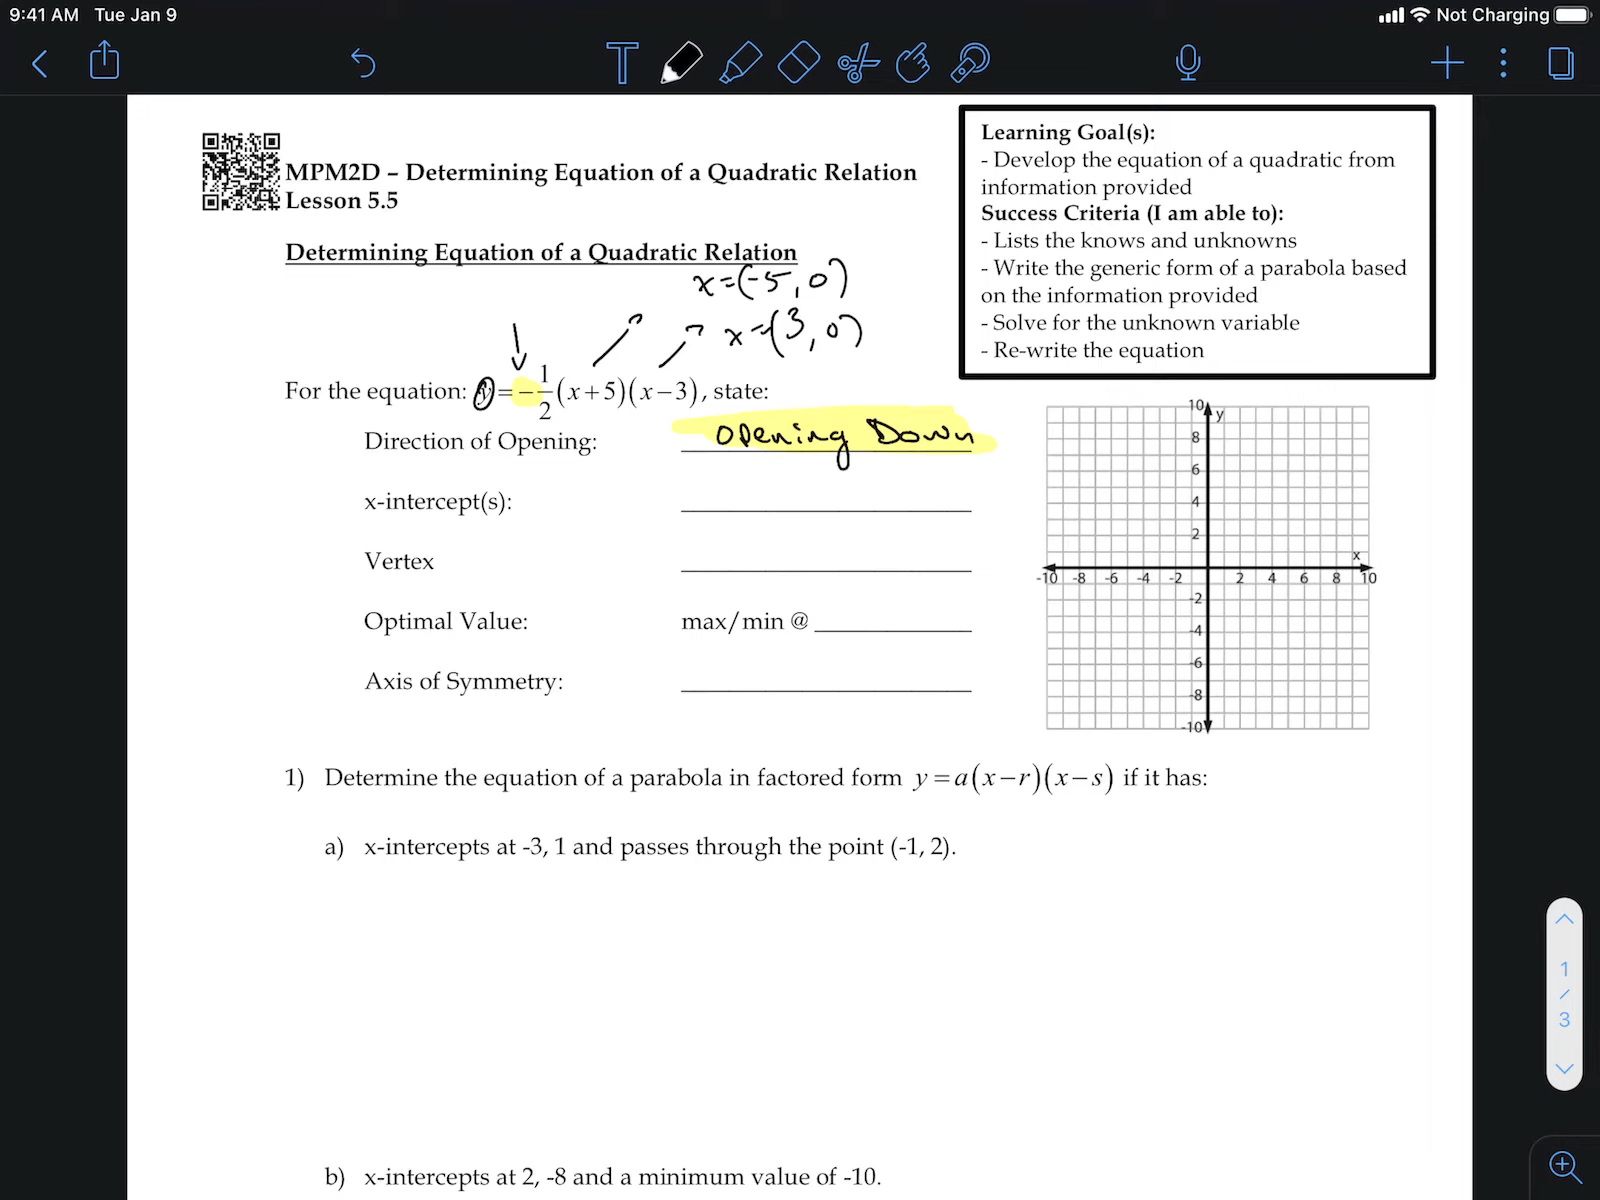 9:41 AM Tue Jan 9
Not Charging
MPM2D – Determining Equation of a Quadratic Relation
Lesson 5.5
Learning Goal(s):
- Develop the equation of a quadratic from
information provided
Success Criteria (I am able to):
- Lists the knows and unknowns
- Write the generic form of a parabola based
on the information provided
- Solve for the unknown variable
- Re-write the equation
Determining Equation of a Quadratic Relation
x=(-5,0)
x=(3,0)
For the equation: y=-1/2(x+5)(x-3), state:
Direction of Opening: Opening Down
x-intercept(s):
Vertex
Optimal Value: max/min @
Axis of Symmetry:
10 y
8
6
4
2
x
-10 -8 -6 -4 -2 2 4 6 8 10
-2
-4
-6
-8
-10
1) Determine the equation of a parabola in factored form y=a(x-r)(x-s) if it has:
a) x-intercepts at -3, 1 and passes through the point (-1, 2).
b) x-intercepts at 2, -8 and a minimum value of -10.
1
/
3